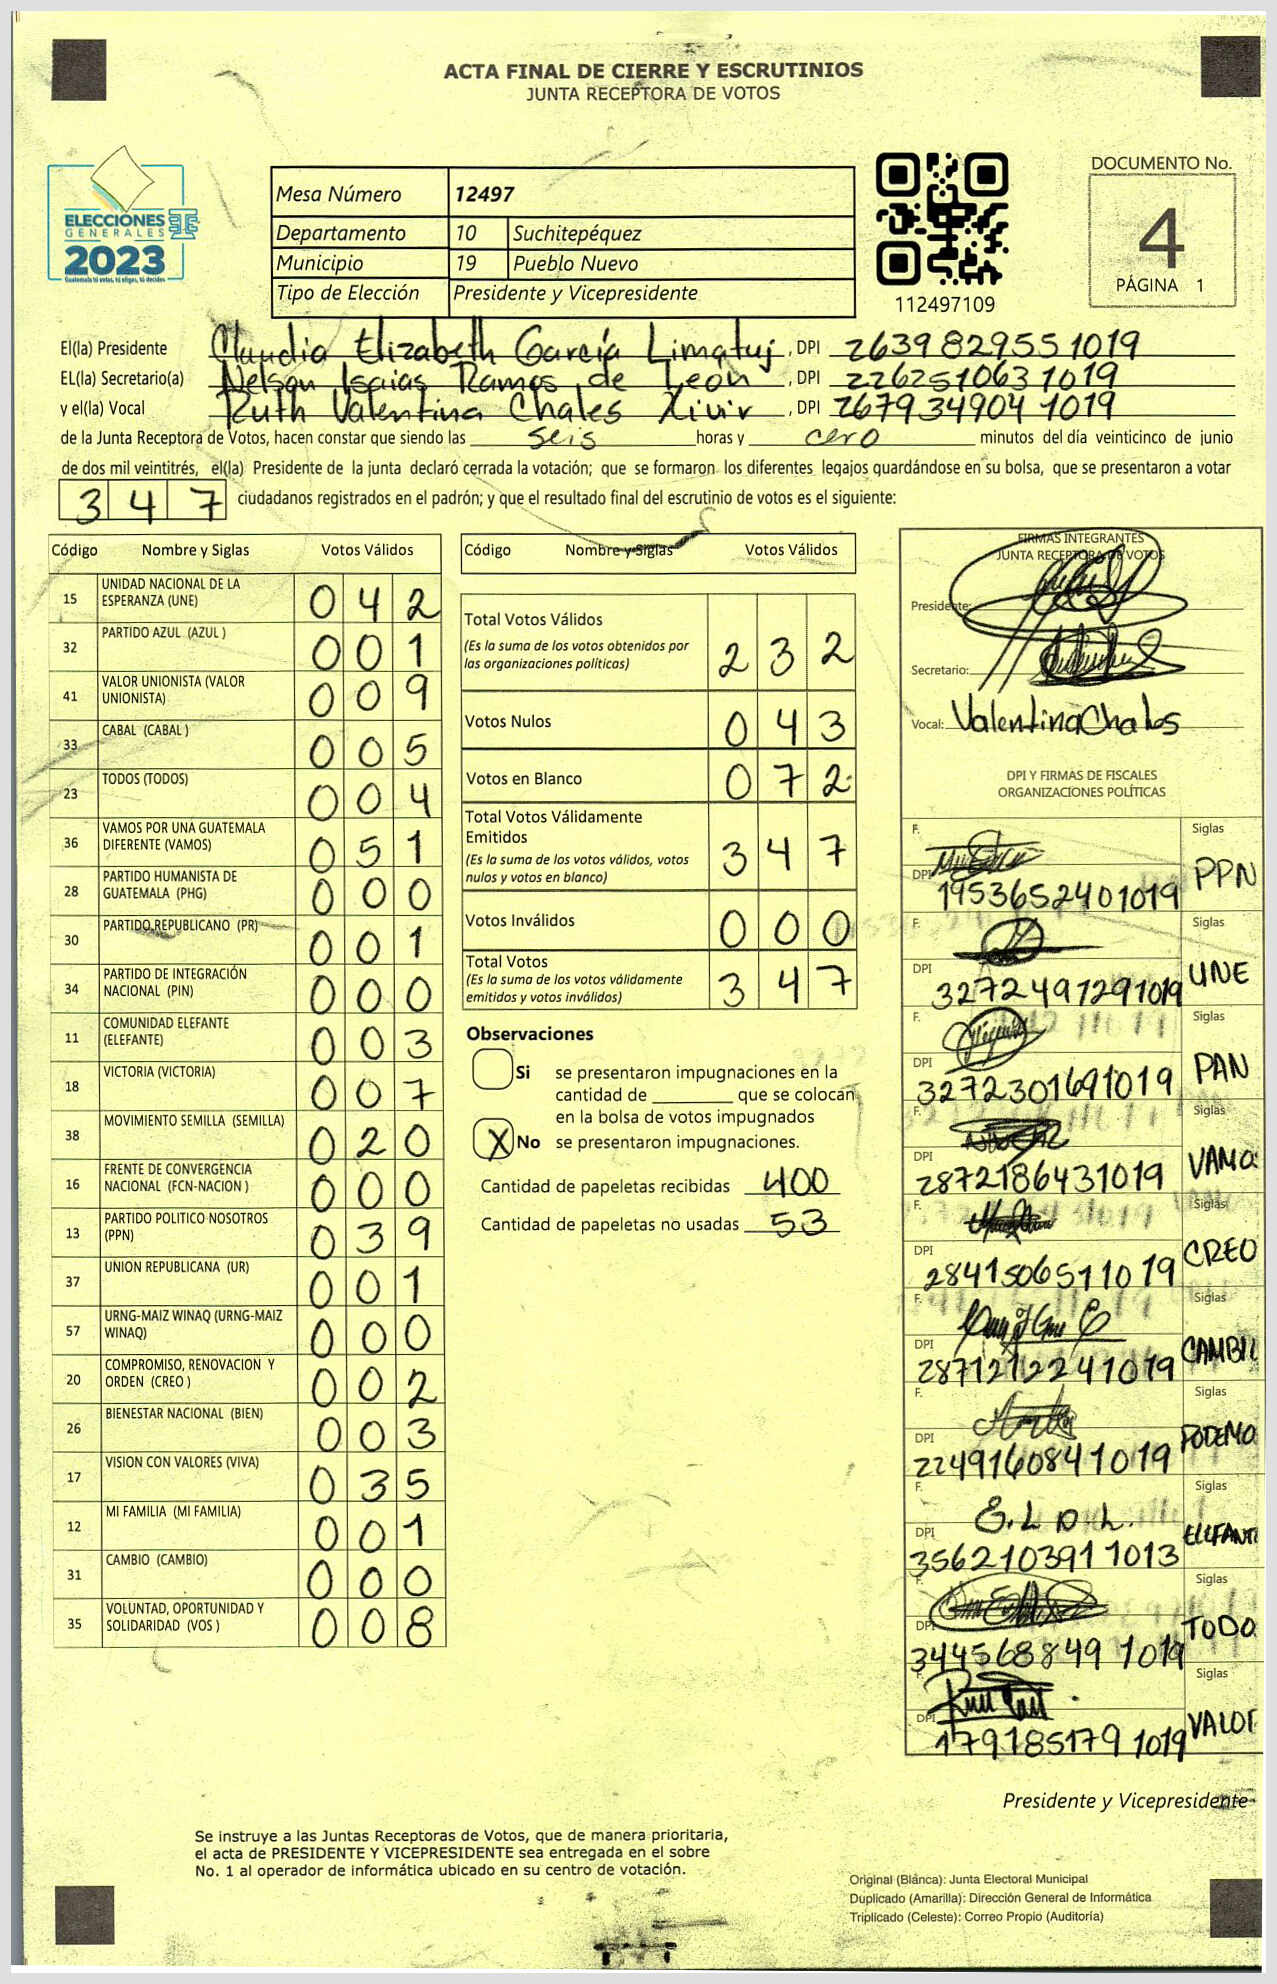 ACTA FINAL DE CIERRE Y ESCRUTINIOS
JUNTA RECEPTORA DE VOTOS
ELECCIONES
GENERALES
2023
Guatemala tú votas, tú eliges, tú decides
Mesa Número 12497
Departamento 10 Suchitepéquez
Municipio 19 Pueblo Nuevo
Tipo de Elección Presidente y Vicepresidente
112497109
DOCUMENTO No.
4
PÁGINA 1
El(la) Presidente Claudia Elizabeth García Limatuj, DPI 2639829551019
EL(la) Secretario(a) Nelson Isaias Ramos de León, DPI 2262510631019
y el(la) Vocal Ruth Valentina Chales Xivir, DPI 2679349041019
de la Junta Receptora de Votos, hacen constar que siendo las seis horas y cero minutos del día veinticinco de junio
de dos mil veintitrés, el(la) Presidente de la junta declaró cerrada la votación; que se formaron los diferentes legajos guardándose en su bolsa, que se presentaron a votar
3 4 7 ciudadanos registrados en el padrón; y que el resultado final del escrutinio de votos es el siguiente:
Código Nombre y Siglas Votos Válidos
15 UNIDAD NACIONAL DE LA ESPERANZA (UNE) 0 4 2
32 PARTIDO AZUL (AZUL ) 0 0 1
41 VALOR UNIONISTA (VALOR UNIONISTA) 0 0 9
33 CABAL (CABAL ) 0 0 5
23 TODOS (TODOS) 0 0 4
36 VAMOS POR UNA GUATEMALA DIFERENTE (VAMOS) 0 5 1
28 PARTIDO HUMANISTA DE GUATEMALA (PHG) 0 0 0
30 PARTIDO REPUBLICANO (PR) 0 0 1
34 PARTIDO DE INTEGRACIÓN NACIONAL (PIN) 0 0 0
11 COMUNIDAD ELEFANTE (ELEFANTE) 0 0 3
18 VICTORIA (VICTORIA) 0 0 7
38 MOVIMIENTO SEMILLA (SEMILLA) 0 2 0
16 FRENTE DE CONVERGENCIA NACIONAL (FCN-NACION ) 0 0 0
13 PARTIDO POLITICO NOSOTROS (PPN) 0 3 9
37 UNION REPUBLICANA (UR) 0 0 1
57 URNG-MAIZ WINAQ (URNG-MAIZ WINAQ) 0 0 0
20 COMPROMISO, RENOVACION Y ORDEN (CREO ) 0 0 2
26 BIENESTAR NACIONAL (BIEN) 0 0 3
17 VISION CON VALORES (VIVA) 0 3 5
12 MI FAMILIA (MI FAMILIA) 0 0 1
31 CAMBIO (CAMBIO) 0 0 0
35 VOLUNTAD, OPORTUNIDAD Y SOLIDARIDAD (VOS ) 0 0 8
Código Nombre y Siglas Votos Válidos
Total Votos Válidos 2 3 2
(Es la suma de los votos obtenidos por
las organizaciones políticas)
Votos Nulos 0 4 3
Votos en Blanco 0 7 2
Total Votos Válidamente
Emitidos 3 4 7
(Es la suma de los votos válidos, votos
nulos y votos en blanco)
Votos Inválidos 0 0 0
Total Votos 3 4 7
(Es la suma de los votos válidamente
emitidos y votos inválidos)
Observaciones
Si se presentaron impugnaciones en la
cantidad de ________ que se colocan
en la bolsa de votos impugnados
X No se presentaron impugnaciones.
Cantidad de papeletas recibidas 400
Cantidad de papeletas no usadas 53
FIRMAS INTEGRANTES
JUNTA RECEPTORA DE VOTOS
Presidente:
Secretario:
Vocal: Valentina Chales
DPI Y FIRMAS DE FISCALES
ORGANIZACIONES POLÍTICAS
F. Siglas
DPI 1953652401019 PPN
F. Siglas
DPI 3272497291019 UNE
F. Siglas
DPI 3272301691019 PAN
F. Siglas
DPI 2872186431019 VAMO
F. Siglas
DPI 2841506511019 CREO
F. Siglas
DPI 2871212241019 CAMBI
F. Siglas
DPI 2249160841019 PODEMO
F. E. L D. L. Siglas
DPI 3562103911013 ELEFANT
F. Siglas
DPI 3445688491019 TODO
F. Siglas
DPI 1791851791019 VALOR
Presidente y Vicepresidente
Se instruye a las Juntas Receptoras de Votos, que de manera prioritaria,
el acta de PRESIDENTE Y VICEPRESIDENTE sea entregada en el sobre
No. 1 al operador de informática ubicado en su centro de votación.
Original (Blánca): Junta Electoral Municipal
Duplicado (Amarilla): Dirección General de Informática
Triplicado (Celeste): Correo Propio (Auditoría)